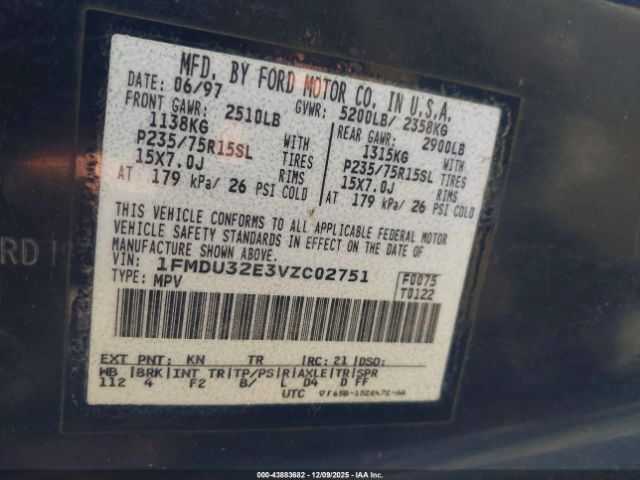 MFD. BY FORD MOTOR CO. IN U.S.A.
DATE: 06/97 GVWR: 5200LB/ 2358KG
FRONT GAWR: 2510LB REAR GAWR: 2900LB
1138KG WITH 1315KG WITH
P235/75R15SL TIRES P235/75R15SL TIRES
15X7.0J RIMS 15X7.0J RIMS
AT 179 kPa/ 26 PSI COLD AT 179 kPa/ 26 PSI COLD
THIS VEHICLE CONFORMS TO ALL APPLICABLE FEDERAL MOTOR
VEHICLE SAFETY STANDARDS IN EFFECT ON THE DATE OF
MANUFACTURE SHOWN ABOVE.
VIN: 1FMDU32E3VZC02751 F0075
TYPE: MPV T0122
EXT PNT: KN TR RC: 21 DSO:
WB BRK INT TR TP/PS R AXLE TR SPR
112 4 F2 B/ L D4 D FF
UTC
RD
000-43883682 - 12/09/2025 - IAAI, Inc.